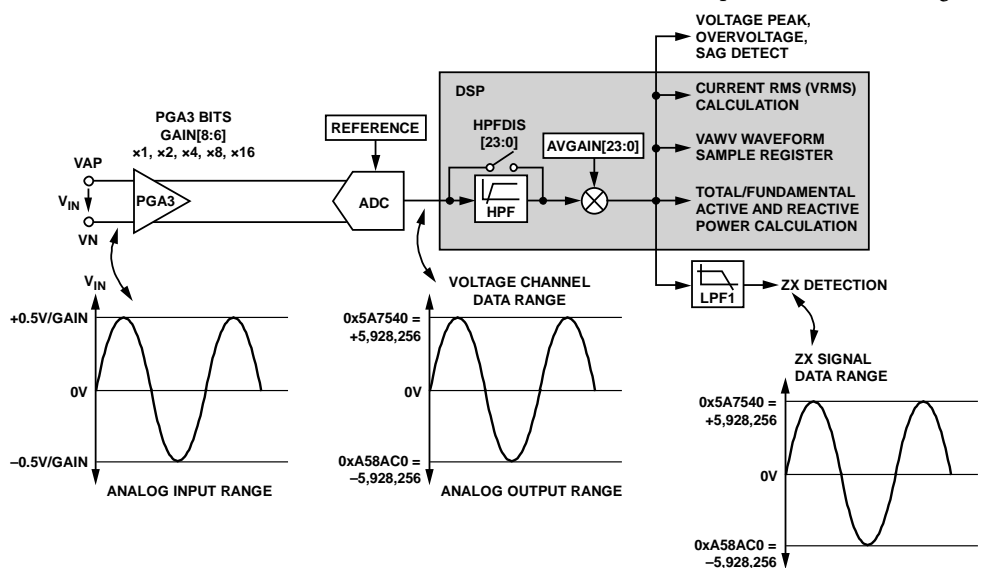 VOLTAGE PEAK,
OVERVOLTAGE,
SAG DETECT
DSP
CURRENT RMS (VRMS)
CALCULATION
PGA3 BITS
GAIN[8:6]
×1, ×2, ×4, ×8, ×16
REFERENCE
HPFDIS
[23:0]
AVGAIN[23:0]
VAWV WAVEFORM
SAMPLE REGISTER
VAP
VIN
VN
PGA3
ADC
HPF
TOTAL/FUNDAMENTAL
ACTIVE AND REACTIVE
POWER CALCULATION
LPF1
ZX DETECTION
VIN
+0.5V/GAIN
0V
–0.5V/GAIN
ANALOG INPUT RANGE
VOLTAGE CHANNEL
DATA RANGE
0x5A7540 =
+5,928,256
0V
0xA58AC0 =
–5,928,256
ANALOG OUTPUT RANGE
ZX SIGNAL
DATA RANGE
0x5A7540 =
+5,928,256
0V
0xA58AC0 =
–5,928,256